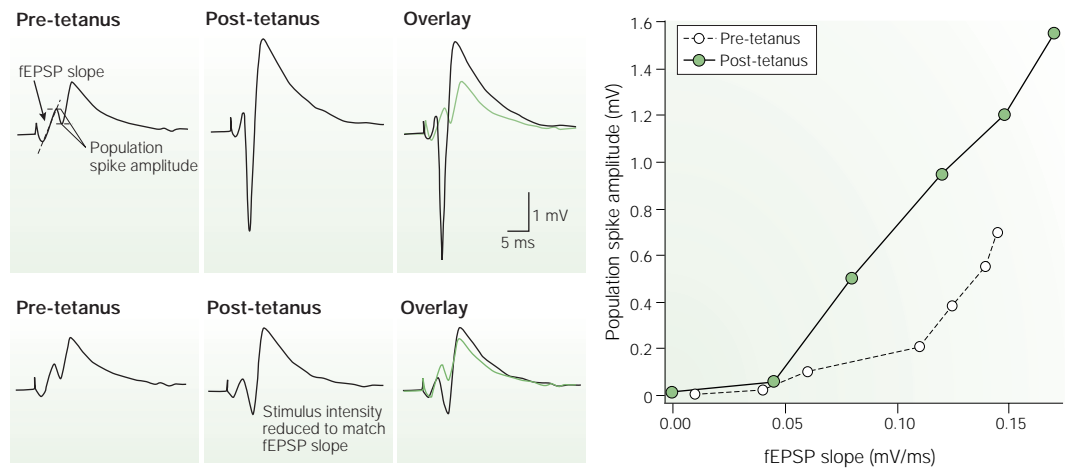 Pre-tetanus
Post-tetanus
Overlay
fEPSP slope
Population
spike amplitude
1 mV
5 ms
Pre-tetanus
Post-tetanus
Overlay
Stimulus intensity
reduced to match
fEPSP slope
Population spike amplitude (mV)
1.6
1.4
1.2
1.0
0.8
0.6
0.4
0.2
0
Pre-tetanus
Post-tetanus
0.00
0.05
0.10
0.15
fEPSP slope (mV/ms)